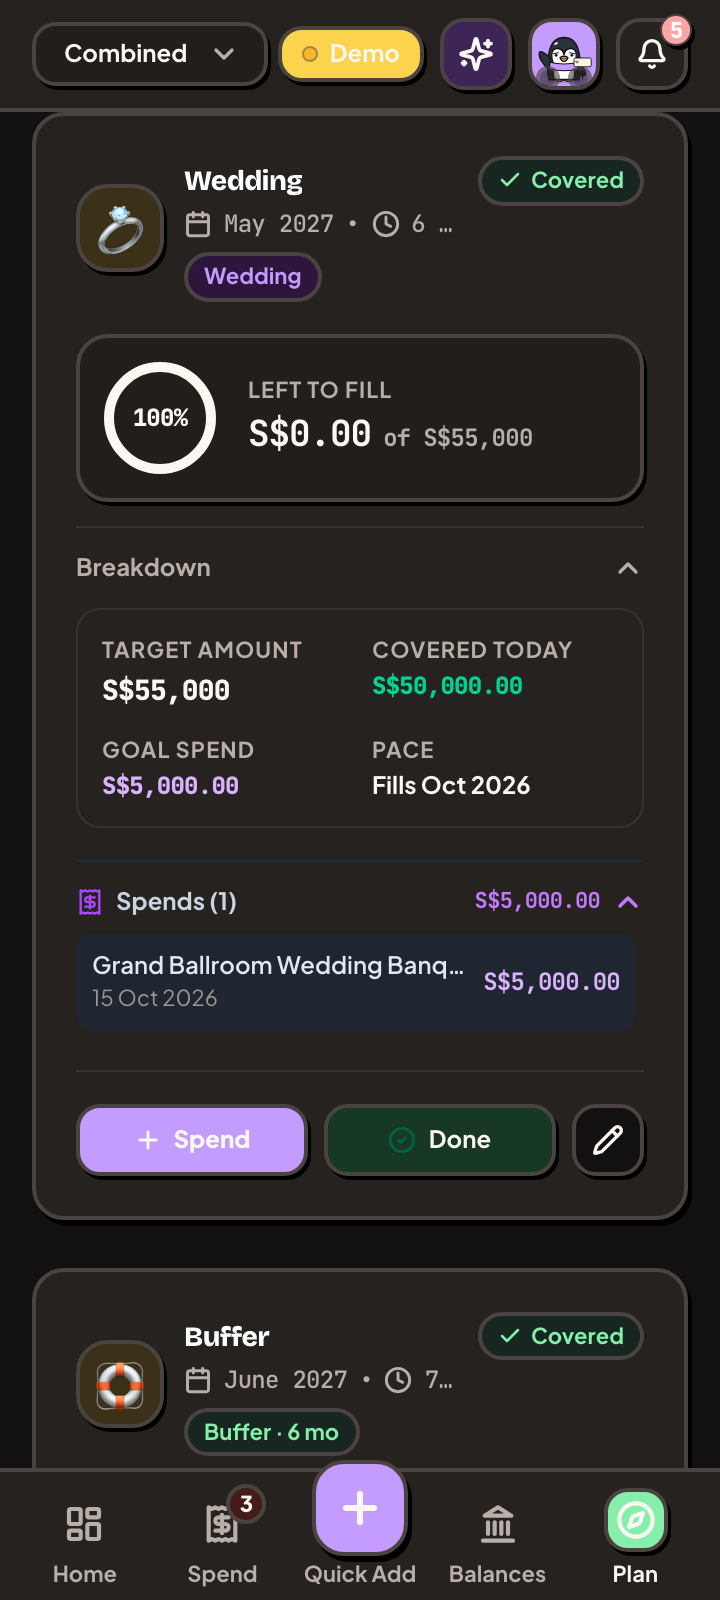 Combined
Demo
5
Wedding
Covered
May 2027 • 6 …
Wedding
100%
LEFT TO FILL
S$0.00 of S$55,000
Breakdown
TARGET AMOUNT
S$55,000
COVERED TODAY
S$50,000.00
GOAL SPEND
S$5,000.00
PACE
Fills Oct 2026
Spends (1)
S$5,000.00
Grand Ballroom Wedding Banq…
15 Oct 2026
S$5,000.00
+ Spend
Done
Buffer
Covered
June 2027 • 7…
Buffer · 6 mo
Home
3
Spend
Quick Add
Balances
Plan